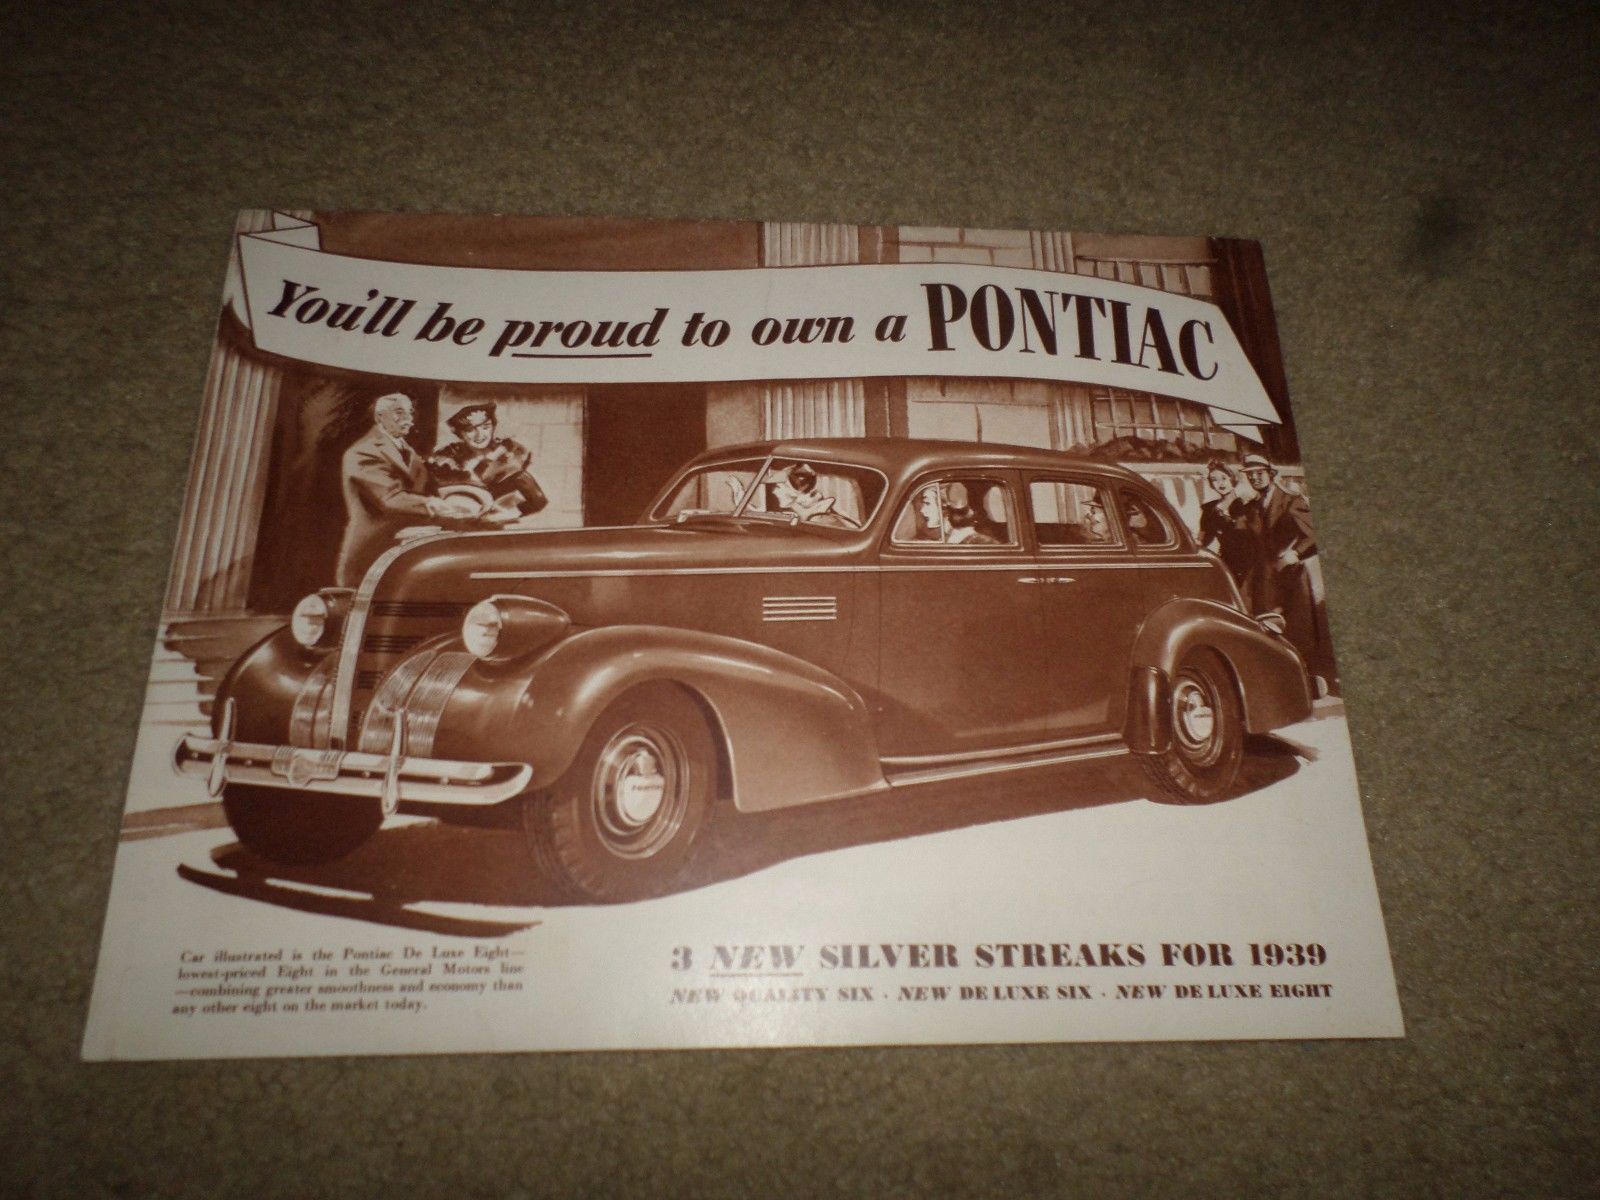 You'll be proud to own a PONTIAC
PONTIAC
Car illustrated is the Pontiac De Luxe Eight—
lowest-priced Eight in the General Motors line
—combining greater smoothness and economy than
any other eight on the market today.
3 NEW SILVER STREAKS FOR 1939
NEW QUALITY SIX · NEW DE LUXE SIX · NEW DE LUXE EIGHT